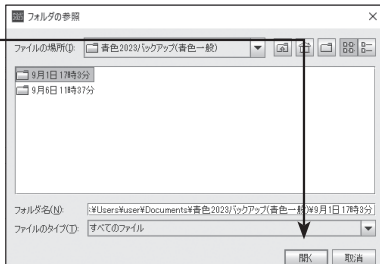 フォルダの参照
ファイルの場所(I): 青色2023バックアップ(青色一般)
9月1日 17時3分
9月6日 11時37分
フォルダ名(N): :¥Users¥user¥Documents¥青色2023バックアップ(青色一般)¥9月1日 17時3分
ファイルのタイプ(T): すべてのファイル
開く 取消